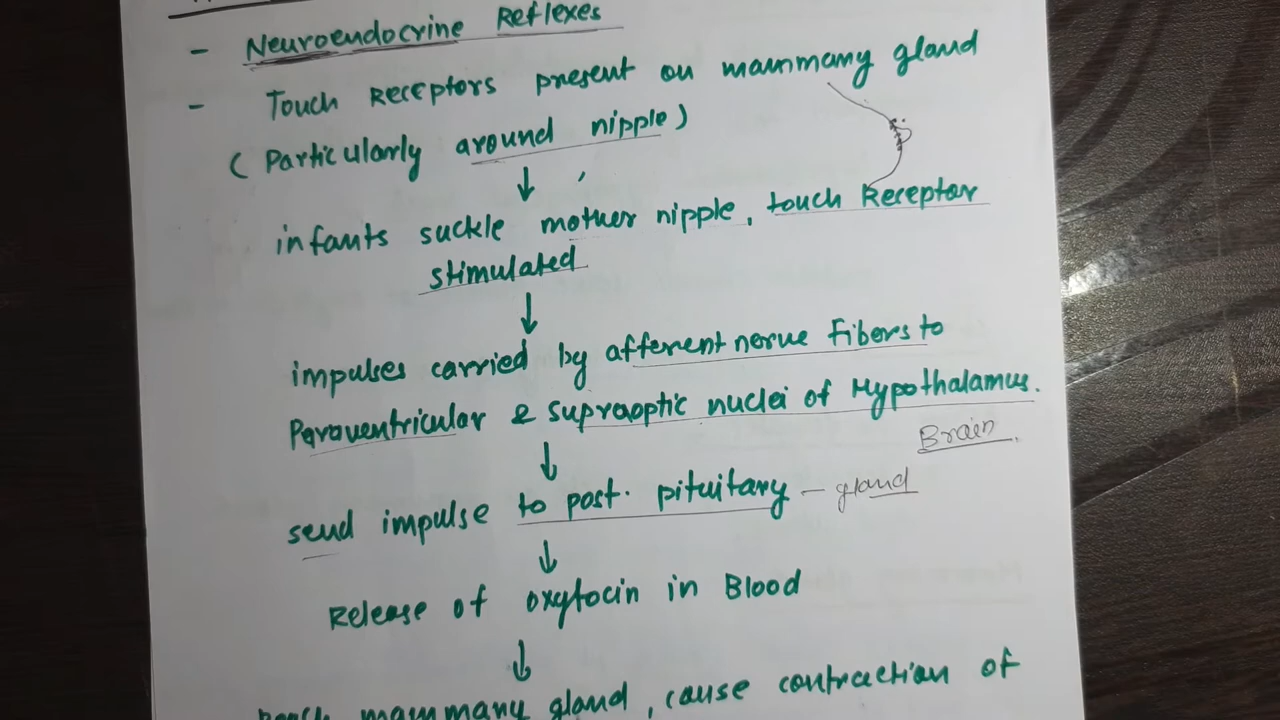 - Neuroendocrine Reflexes
- Touch Receptors present on mammary gland
( Particularly around nipple )
↓
infants suckle mother nipple, touch Receptor
stimulated
↓
impulses carried by afferent nerve Fibers to
Paraventricular & supraoptic nuclei of Hypothalamus.
Brain
↓
send impulse to post. pituitary - gland
↓
Release of oxytocin in Blood
↓
mammary gland, cause contraction of